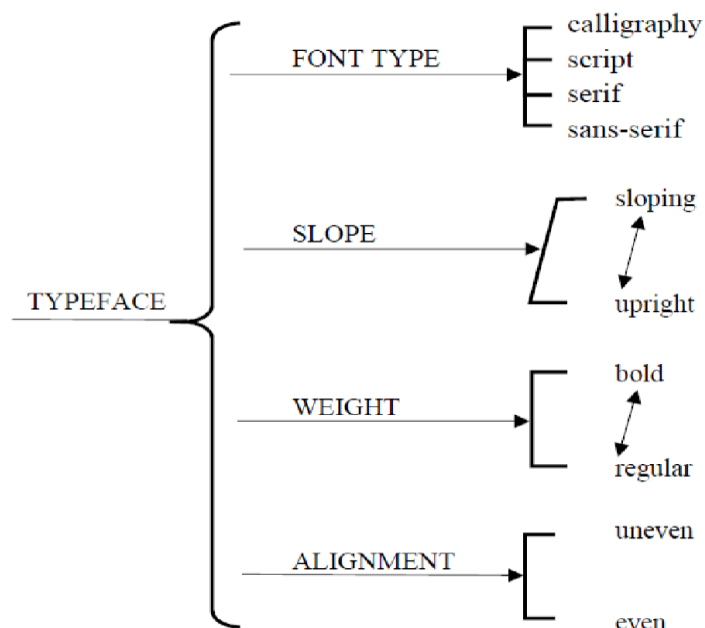 TYPEFACE
FONT TYPE
calligraphy
script
serif
sans-serif
SLOPE
sloping
upright
WEIGHT
bold
regular
ALIGNMENT
uneven
even